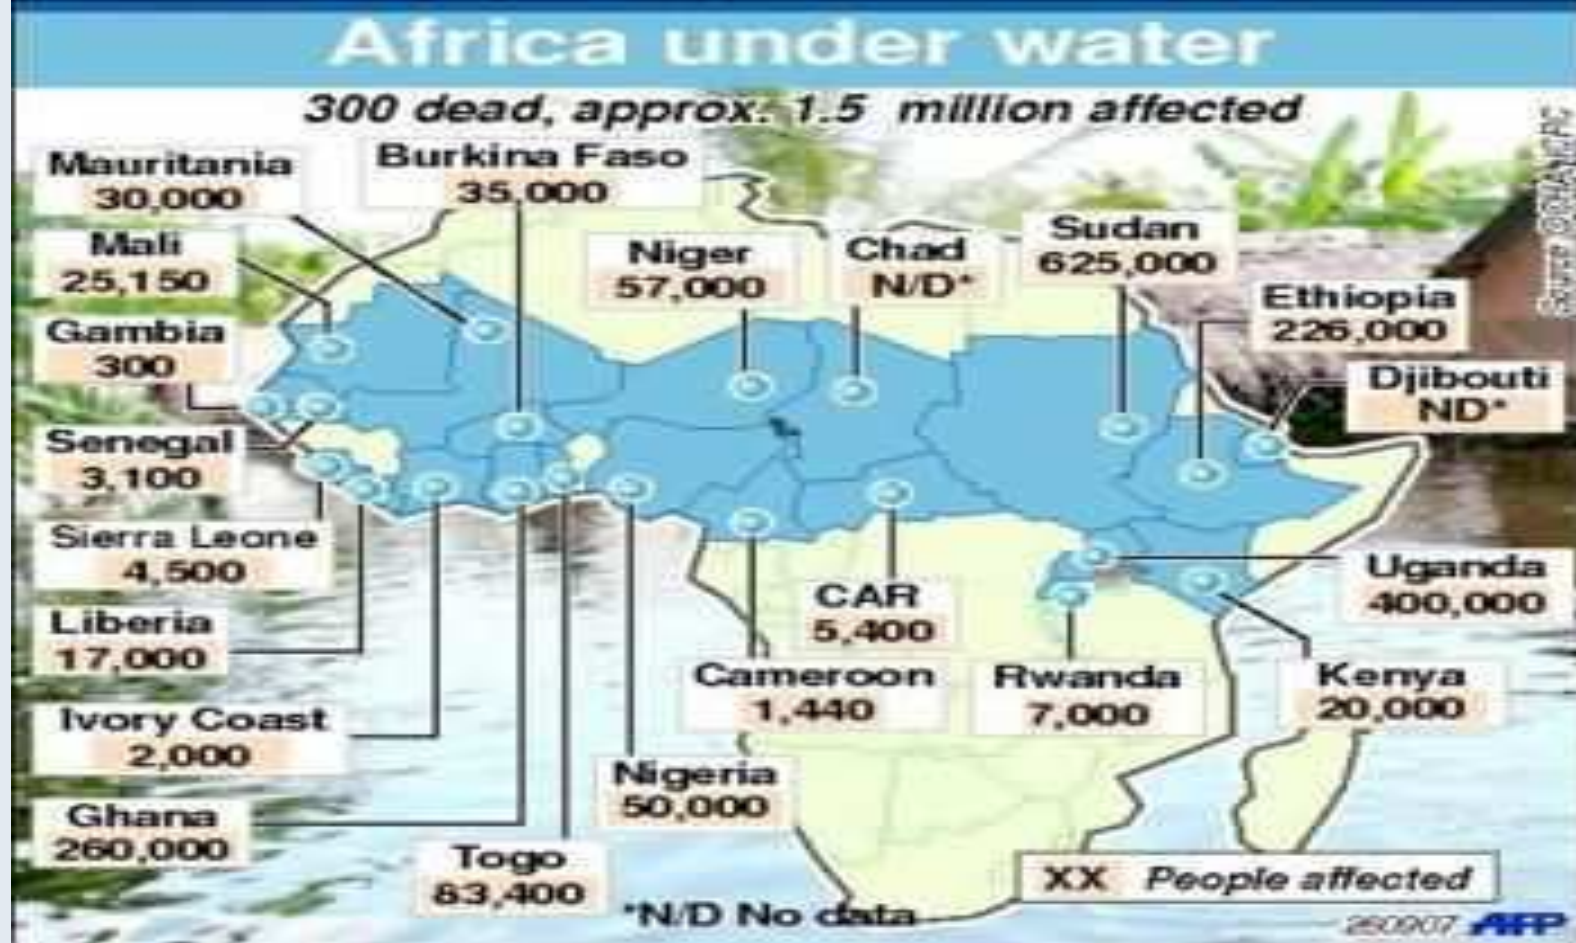 Africa under water
300 dead, approx. 1.5 million affected
Mauritania
30,000
Burkina Faso
35,000
Mali
25,150
Niger
57,000
Chad
N/D*
Sudan
625,000
Ethiopia
226,000
Gambia
300
Djibouti
ND*
Senegal
3,100
Sierra Leone
4,500
Uganda
400,000
CAR
5,400
Liberia
17,000
Cameroon
1,440
Rwanda
7,000
Kenya
20,000
Ivory Coast
2,000
Nigeria
50,000
Ghana
260,000
Togo
83,400
XX People affected
*N/D No data
260907 AFP
Source